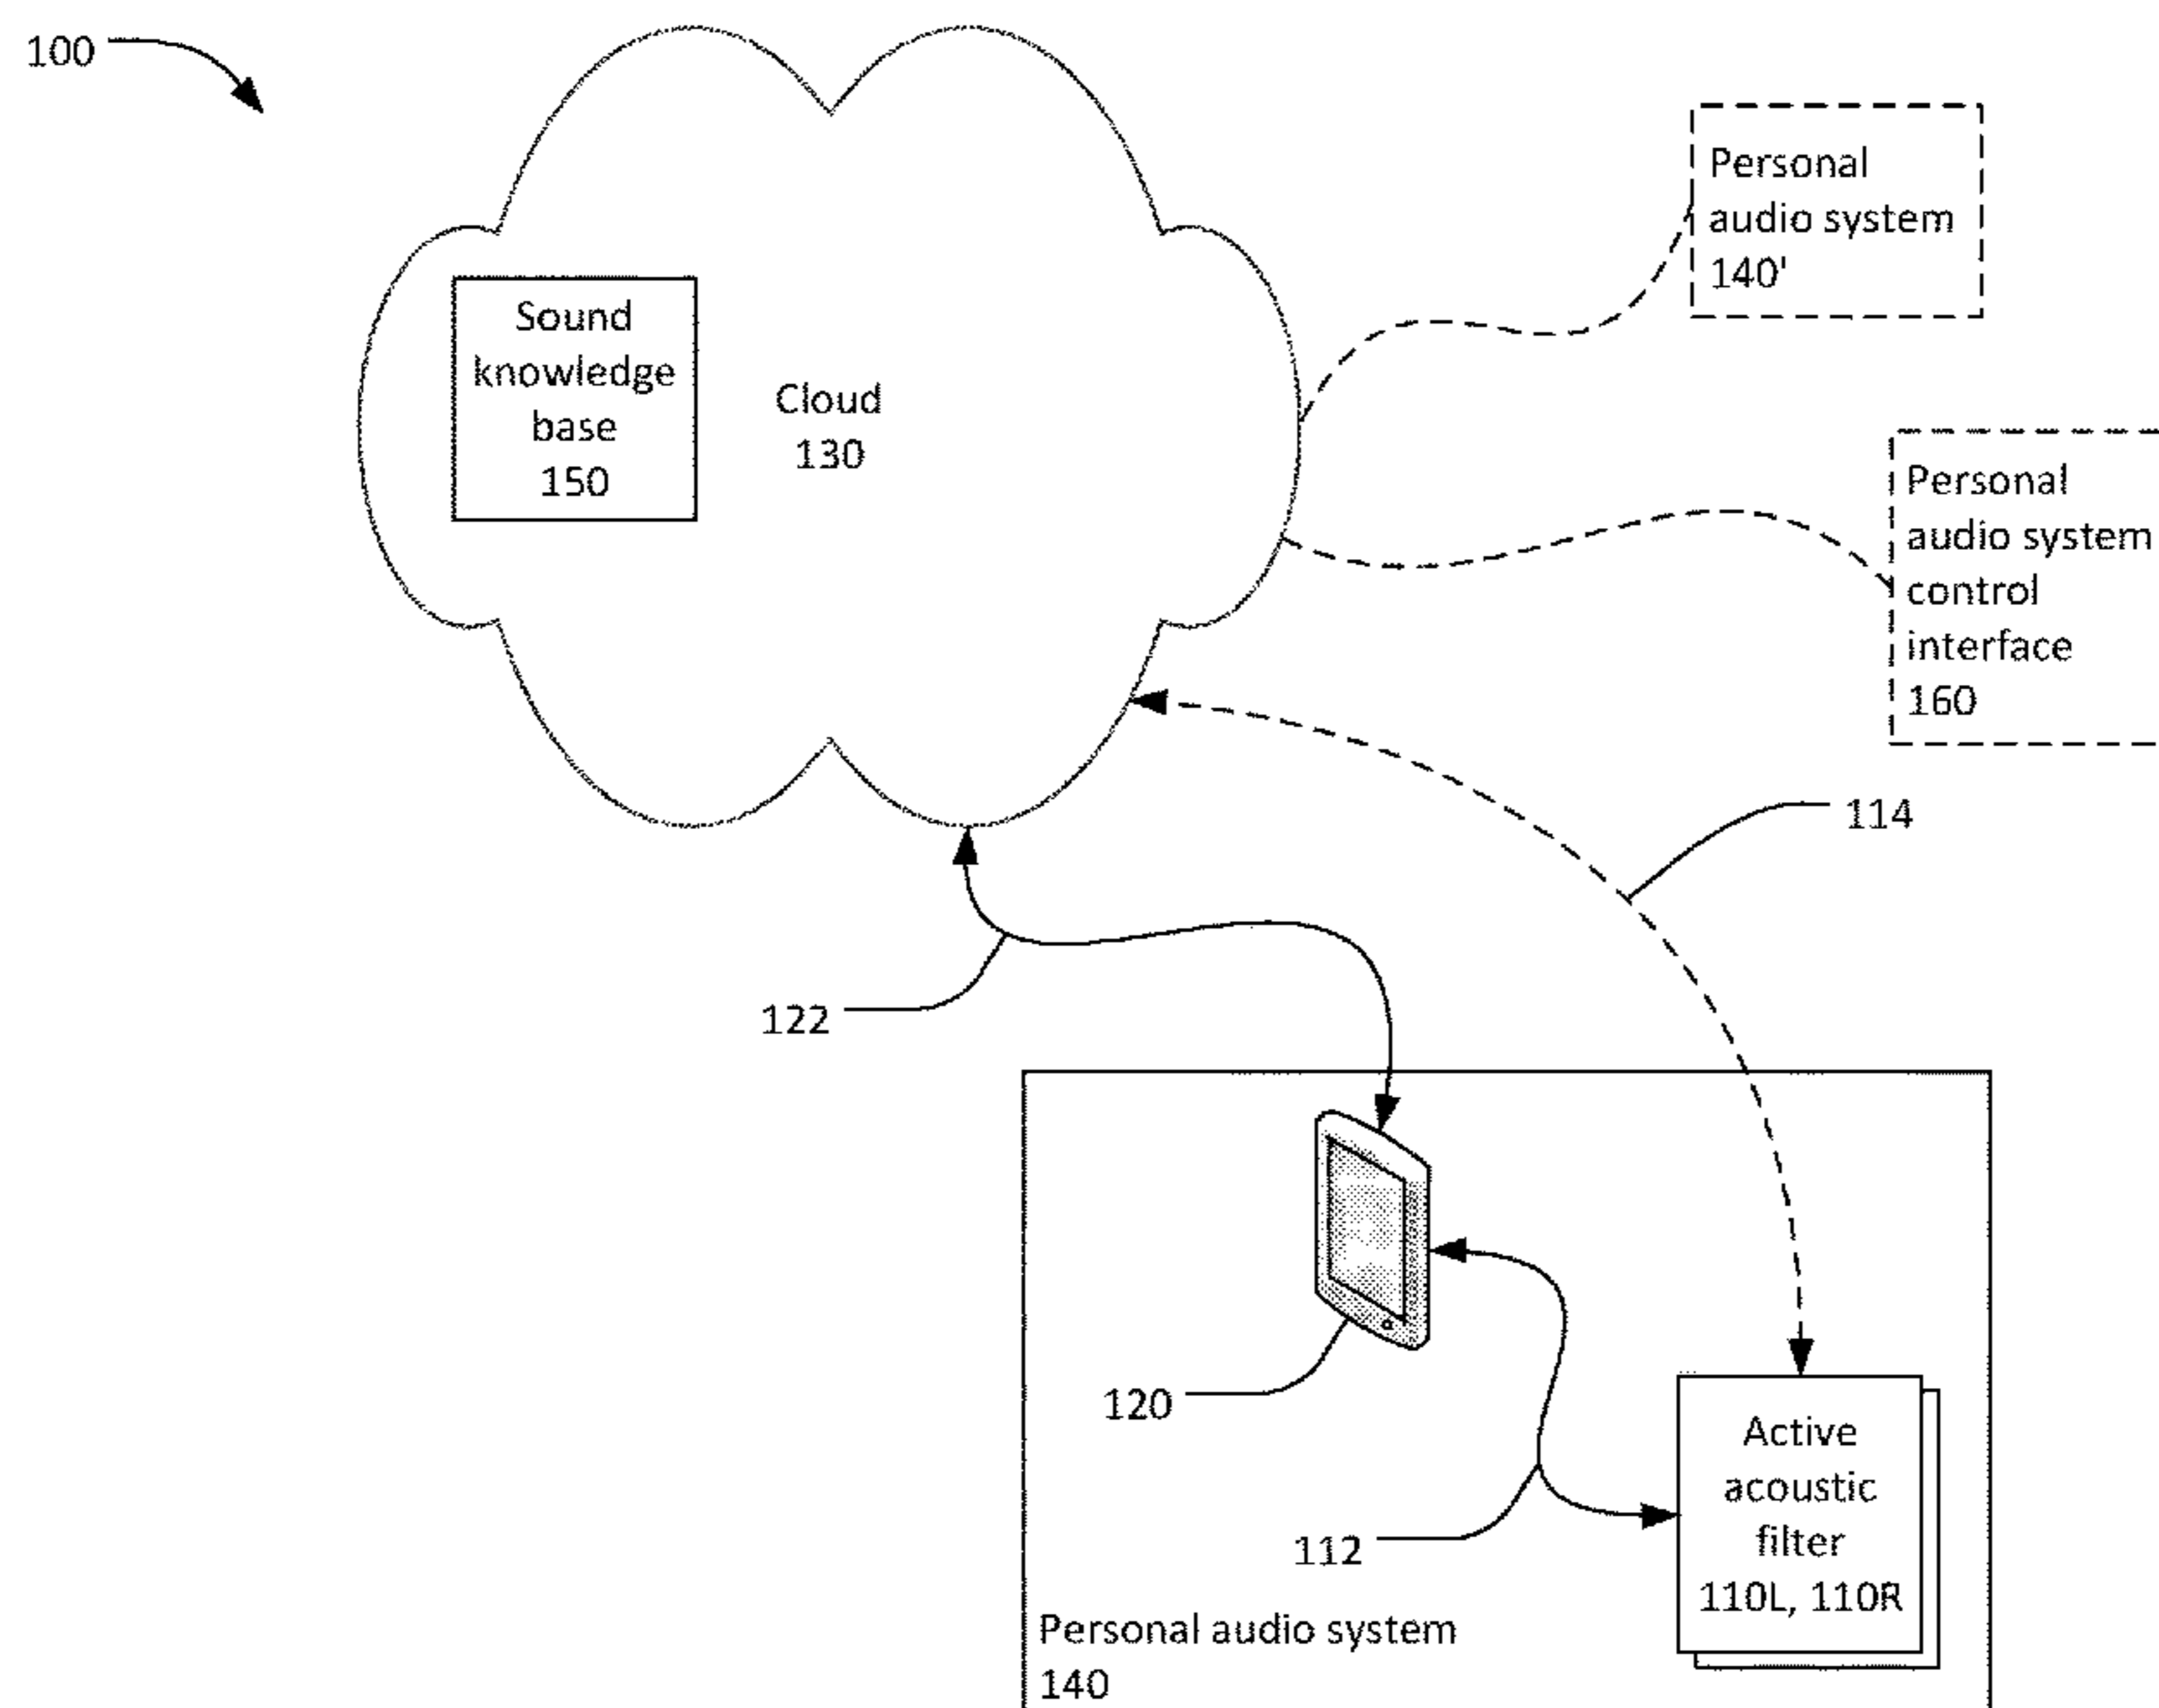 100
Personal
audio system
140'
Sound
knowledge
base
150
Cloud
130
Personal
audio system
control
interface
160
114
122
120
112
Active
acoustic
filter
110L, 110R
Personal audio system
140